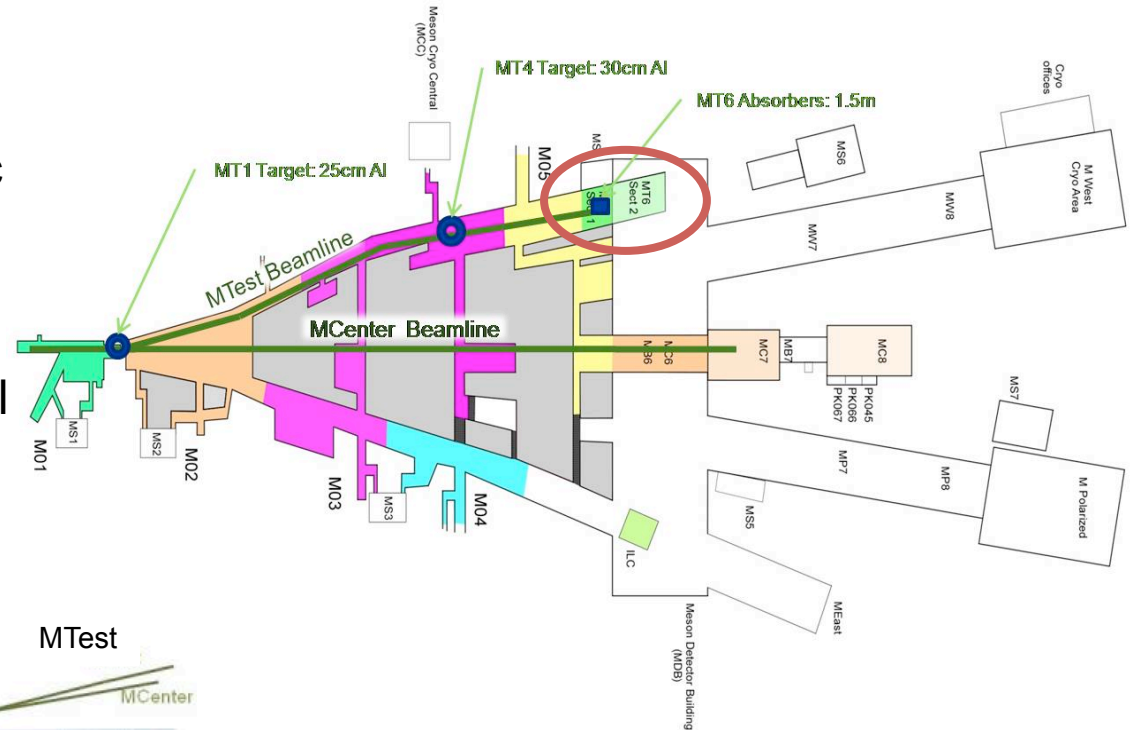 Meson Cryo Central
(MCC)
MT4 Target: 30cm Al
MT6 Absorbers: 1.5m
MT1 Target: 25cm Al
Cryo
offices
M05
MS
MT6
Sect 2
Sect 1
MS6
M West
Cryo Area
MW8
MW7
MTest Beamline
MCenter Beamline
MB6
MC6
MC7
MB7
MC8
PK067
PK066
PK045
M01
MS1
MS2
M02
M03
MS3
M04
MS7
MP7
MP8
M Polarized
MS5
ILC
MEast
Meson Detector Building
(MDB)
MTest
MCenter